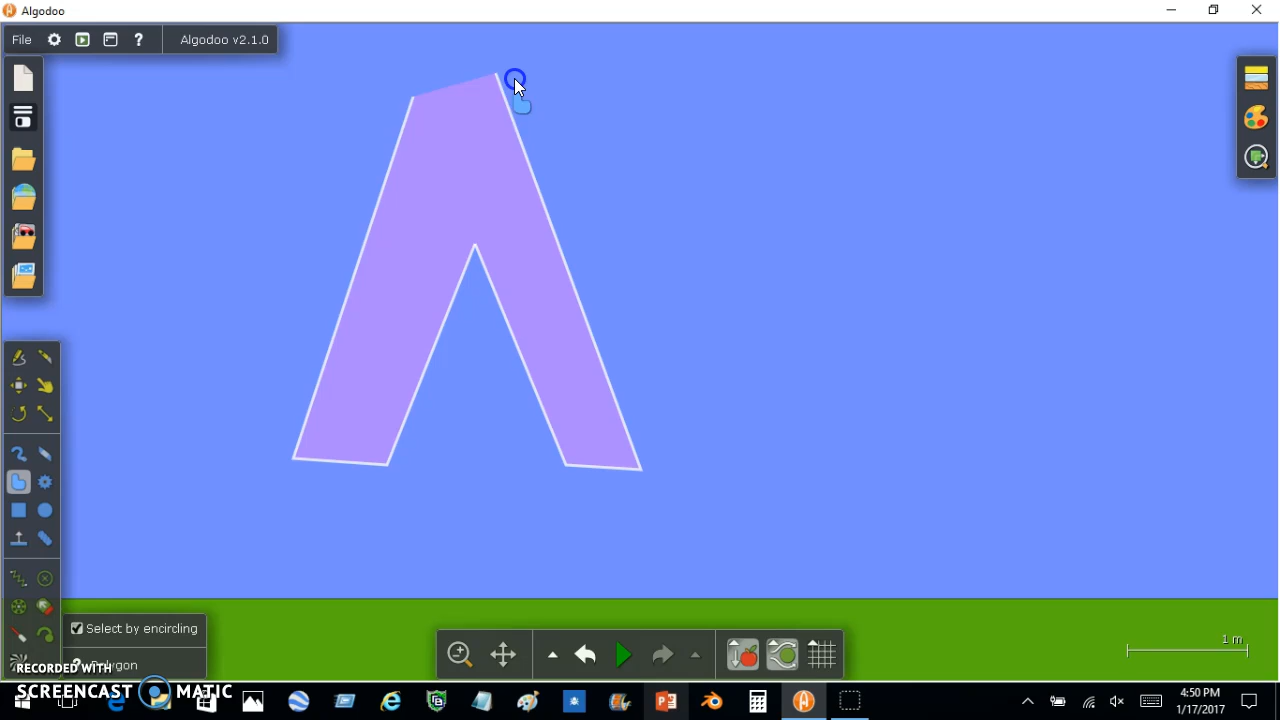 Algodoo
File
?
Algodoo v2.1.0
Select by encircling
? Polygon
1 m
RECORDED WITH
SCREENCAST MATIC
4:50 PM
1/17/2017